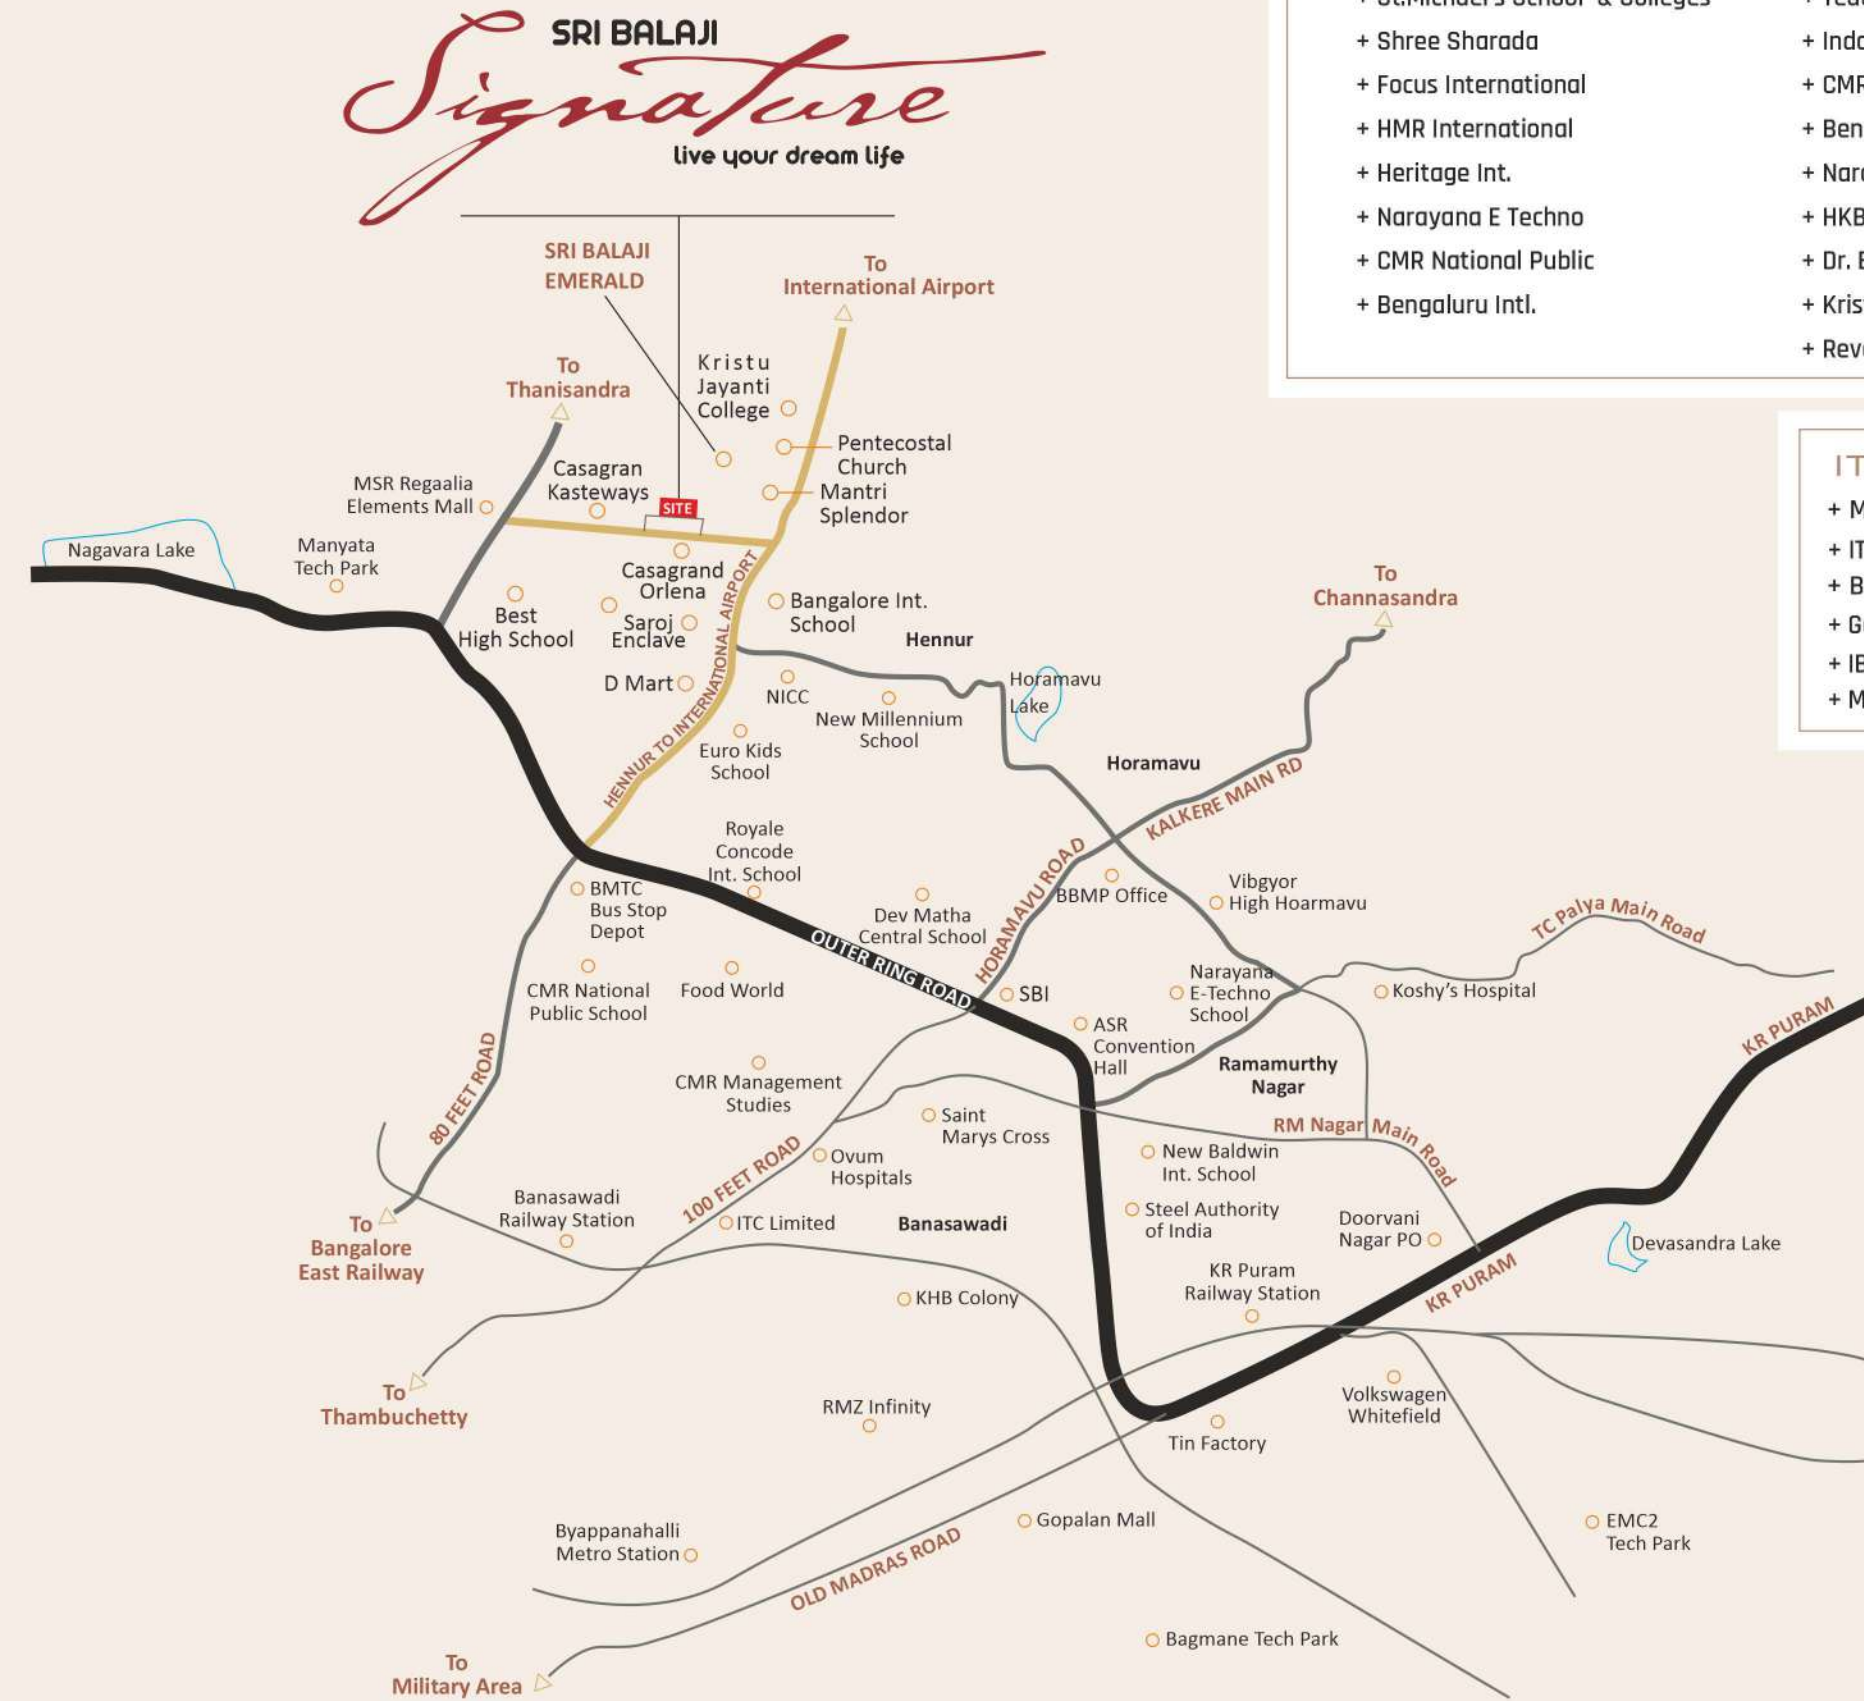 SRI BALAJI
Signature
live your dream life
+ Shree Sharada
+ Focus International
+ HMR International
+ Heritage Int.
+ Narayana E Techno
+ CMR National Public
+ Bengaluru Intl.
+ CMR
+ HKB
+ Dr.
SRI BALAJI
EMERALD
To
International Airport
To
Thanisandra
Kristu
Jayanti
College
Pentecostal
Church
Mantri
Splendor
MSR Regaalia
Elements Mall
Casagran
Kasteways
SITE
Nagavara Lake
Manyata
Tech Park
Best
High School
Casagrand
Orlena
Saroj
Enclave
D Mart
HENNUR TO INTERNATIONAL AIRPORT
Bangalore Int.
School
Hennur
NICC
New Millennium
School
Euro Kids
School
Horamavu
Lake
To
Channasandra
Horamavu
KALKERE MAIN RD
Royale
Concode
Int. School
BMTC
Bus Stop
Depot
Dev Matha
Central School
OUTER RING ROAD
HORAMAVU ROAD
BBMP Office
Vibgyor
High Hoarmavu
TC Palya Main Road
CMR National
Public School
Food World
SBI
Narayana
E-Techno
School
Koshy's Hospital
ASR
Convention
Hall
KR PURAM
80 FEET ROAD
CMR Management
Studies
Ramamurthy
Nagar
Saint
Marys Cross
RM Nagar Main Road
100 FEET ROAD
Ovum
Hospitals
New Baldwin
Int. School
Banasawadi
Railway Station
ITC Limited
Banasawadi
Steel Authority
of India
Doorvani
Nagar PO
Devasandra Lake
To
Bangalore
East Railway
KR Puram
Railway Station
KR PURAM
KHB Colony
To
Thambuchetty
RMZ Infinity
Volkswagen
Whitefield
Tin Factory
Byappanahalli
Metro Station
Gopalan Mall
EMC2
Tech Park
OLD MADRAS ROAD
Bagmane Tech Park
To
Military Area